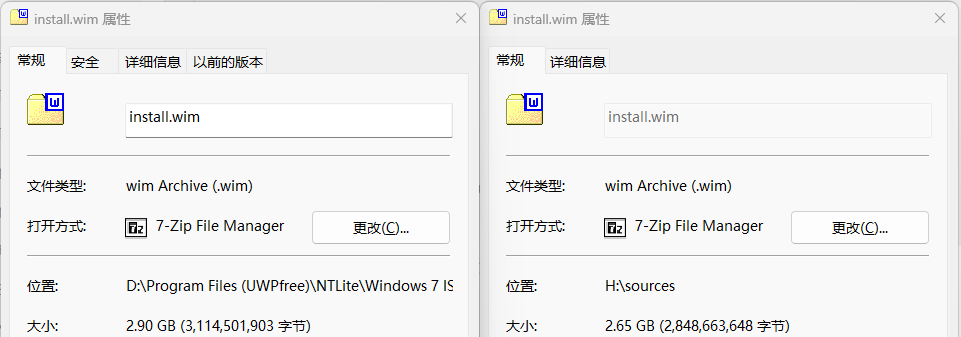 install.wim 属性
常规 安全 详细信息 以前的版本
install.wim
文件类型: wim Archive (.wim)
打开方式: 7-Zip File Manager 更改(C)...
位置: D:\Program Files (UWPfree)\NTLite\Windows 7 IS
大小: 2.90 GB (3,114,501,903 字节)
install.wim 属性
常规 详细信息
install.wim
文件类型: wim Archive (.wim)
打开方式: 7-Zip File Manager 更改(C)...
位置: H:\sources
大小: 2.65 GB (2,848,663,648 字节)